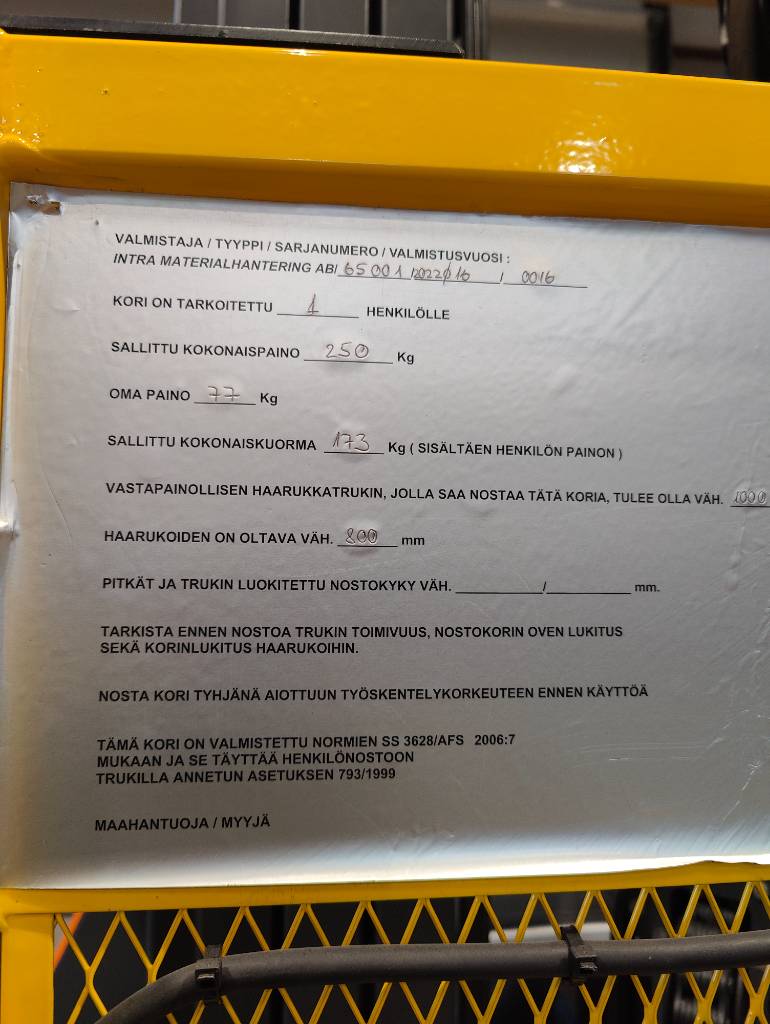 VALMISTAJA / TYYPPI / SARJANUMERO / VALMISTUSVUOSI :
INTRA MATERIALHANTERING AB/ 65001 /2022/016 / 0016
KORI ON TARKOITETTU 1 HENKILÖLLE
SALLITTU KOKONAISPAINO 250 Kg
OMA PAINO 77 Kg
SALLITTU KOKONAISKUORMA 173 Kg ( SISÄLTÄEN HENKILÖN PAINON )
VASTAPAINOLLISEN HAARUKKATRUKIN, JOLLA SAA NOSTAA TÄTÄ KORIA, TULEE OLLA VÄH. 1000
HAARUKOIDEN ON OLTAVA VÄH. 800 mm
PITKÄT JA TRUKIN LUOKITETTU NOSTOKYKY VÄH. ________/________ mm.
TARKISTA ENNEN NOSTOA TRUKIN TOIMIVUUS, NOSTOKORIN OVEN LUKITUS
SEKÄ KORINLUKITUS HAARUKOIHIN.
NOSTA KORI TYHJÄNÄ AIOTTUUN TYÖSKENTELYKORKEUTEEN ENNEN KÄYTTÖÄ
TÄMÄ KORI ON VALMISTETTU NORMIEN SS 3628/AFS 2006:7
MUKAAN JA SE TÄYTTÄÄ HENKILÖNOSTOON
TRUKILLA ANNETUN ASETUKSEN 793/1999
MAAHANTUOJA / MYYJÄ